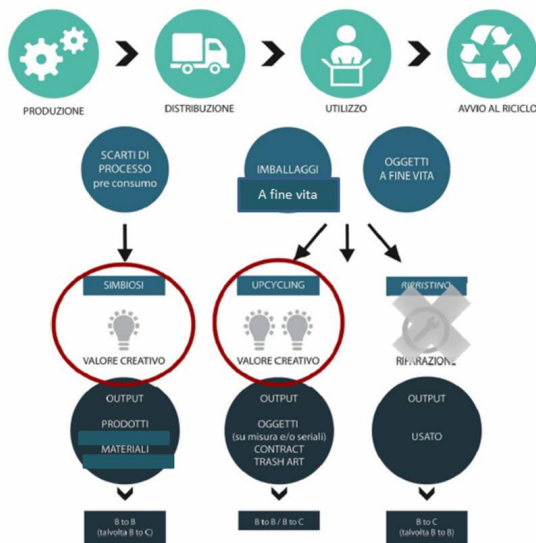 PRODUZIONE
DISTRIBUZIONE
UTILIZZO
AVVIO AL RICICLO
SCARTI DI
PROCESSO
pre consumo
IMBALLAGGI
A fine vita
OGGETTI
A FINE VITA
SIMBIOSI
UPCYCLING
RIPRISTINO
VALORE CREATIVO
VALORE CREATIVO
RIPARAZIONE
OUTPUT
PRODOTTI
MATERIALI
OUTPUT
OGGETTI
(su misura e/o seriali)
CONTRACT
TRASH ART
OUTPUT
USATO
B to B
(talvolta B to C)
B to B / B to C
B to C
(talvolta B to B)